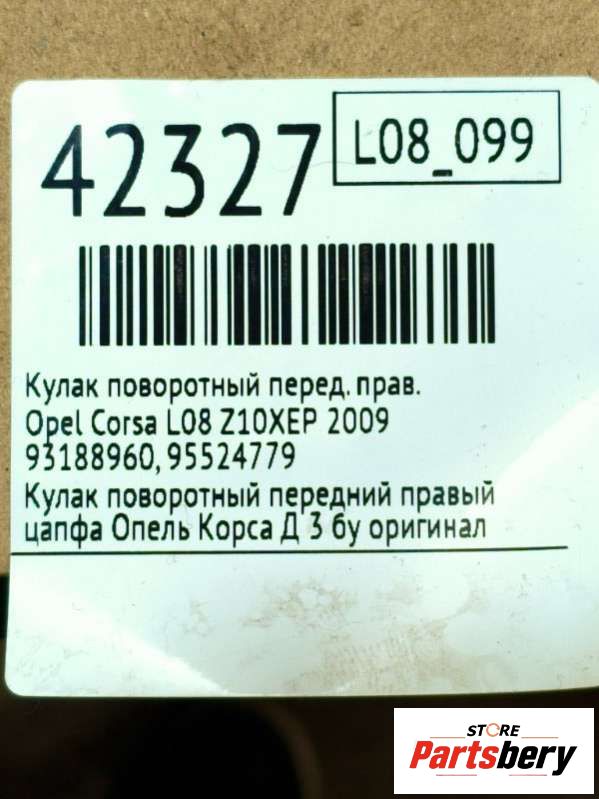 42327
L08_099
Кулак поворотный перед. прав.
Opel Corsa L08 Z10XEP 2009
93188960, 95524779
Кулак поворотный передний правый
цапфа Опель Корса Д 3 бу оригинал
STORE
Partsbery